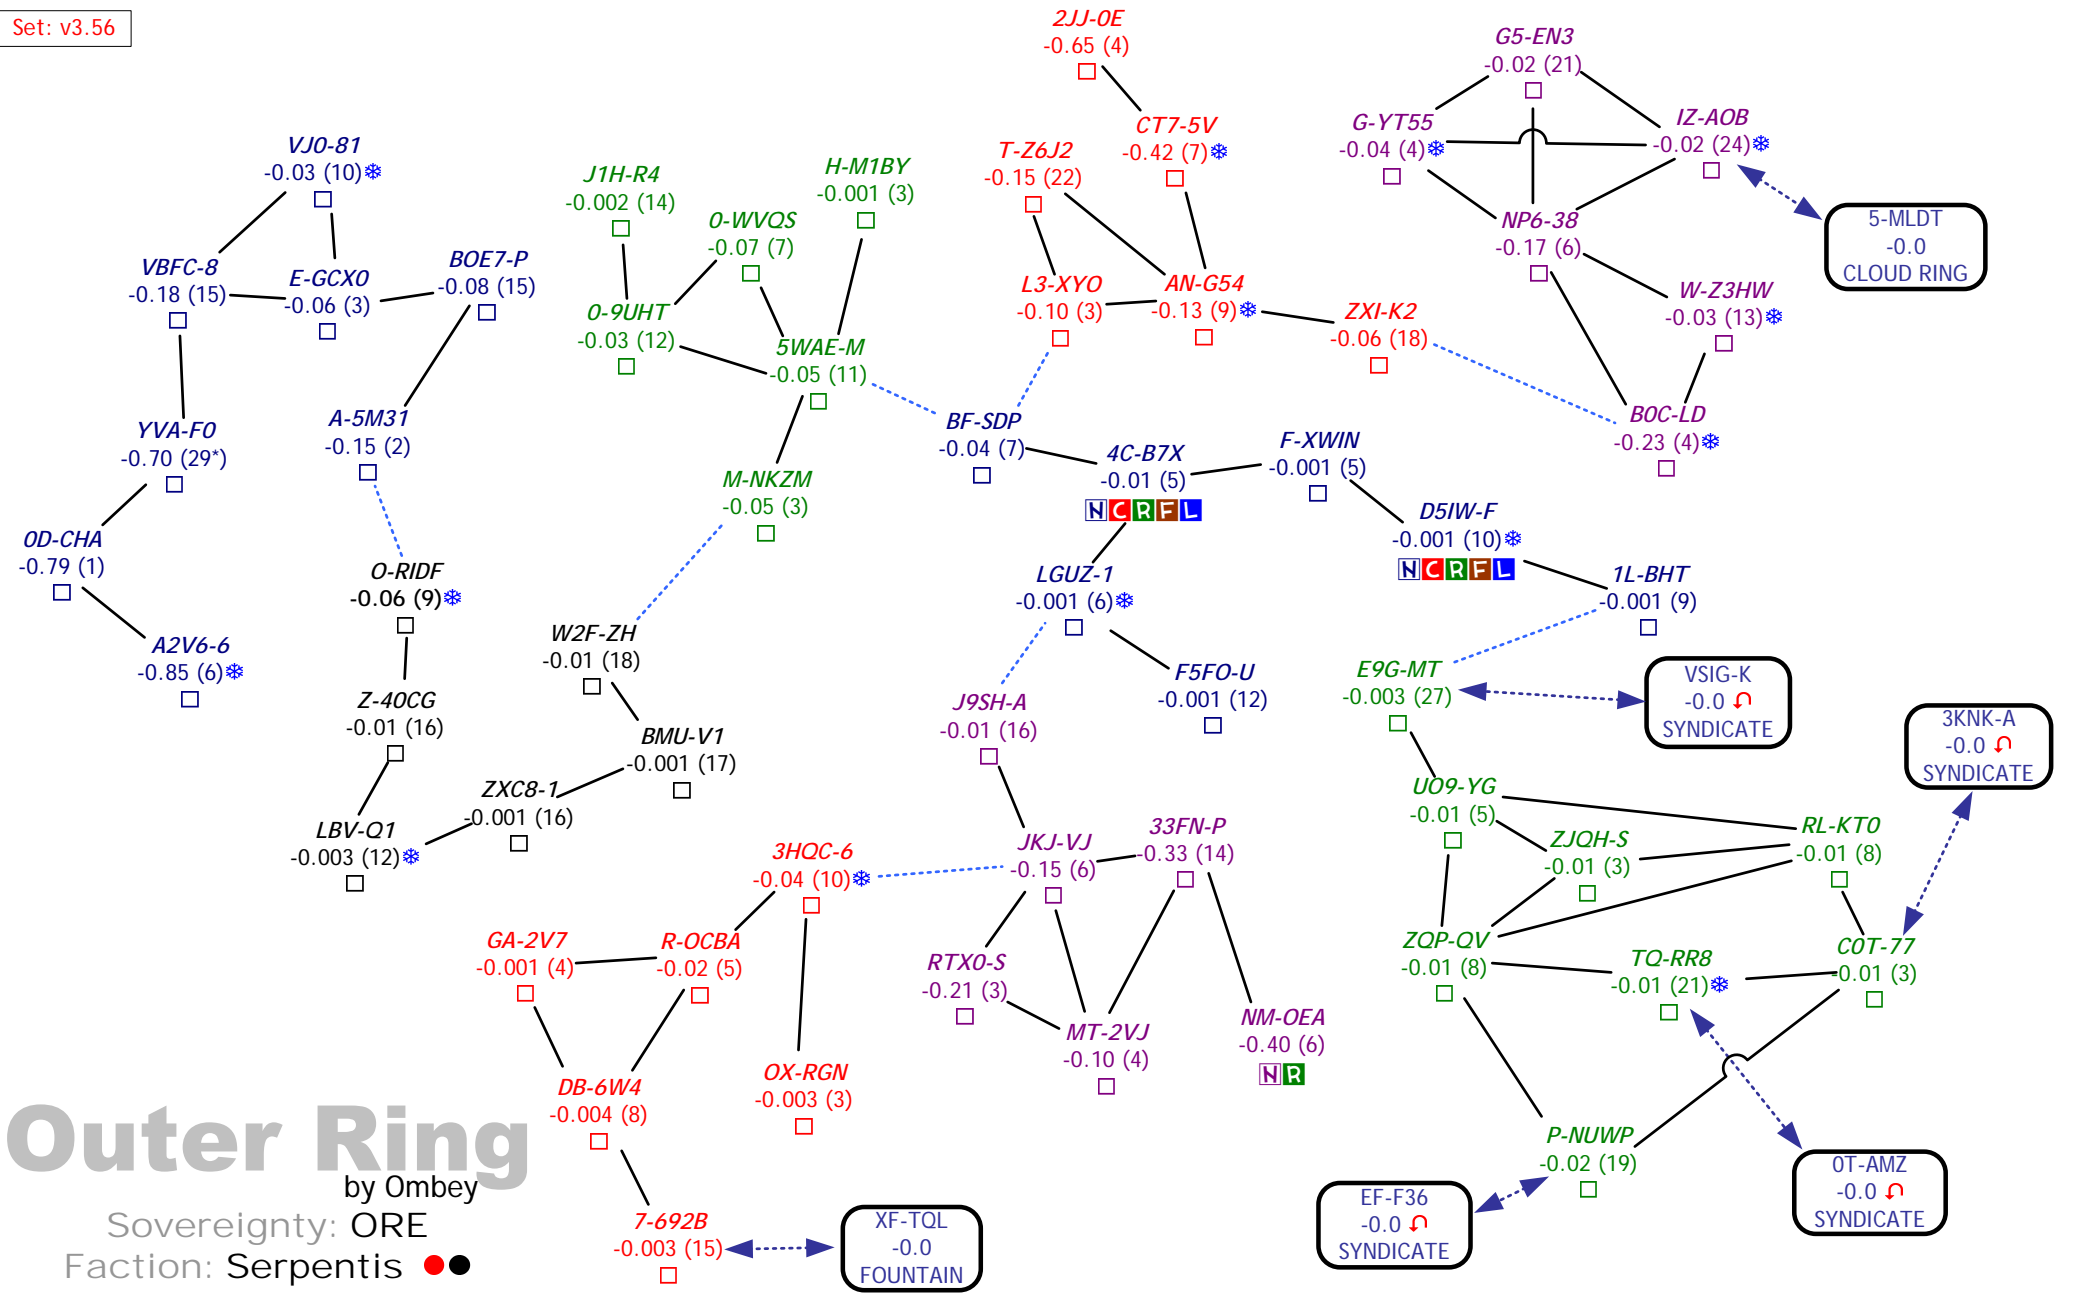 Set: v3.56
2JJ-0E
-0.65 (4)
G5-EN3
-0.02 (21)
CT7-5V
-0.42 (7)
G-YT55
-0.04 (4)
IZ-AOB
-0.02 (24)
VJ0-81
-0.03 (10)
J1H-R4
-0.002 (14)
H-M1BY
-0.001 (3)
T-Z6J2
-0.15 (22)
0-WVQS
-0.07 (7)
NP6-38
-0.17 (6)
5-MLDT
-0.0
CLOUD RING
VBFC-8
-0.18 (15)
E-GCX0
-0.06 (3)
BOE7-P
-0.08 (15)
0-9UHT
-0.03 (12)
5WAE-M
-0.05 (11)
L3-XYO
-0.10 (3)
AN-G54
-0.13 (9)
ZXI-K2
-0.06 (18)
W-Z3HW
-0.03 (13)
YVA-F0
-0.70 (29*)
A-5M31
-0.15 (2)
BF-SDP
-0.04 (7)
4C-B7X
-0.01 (5)
N C R F L
F-XWIN
-0.001 (5)
B0C-LD
-0.23 (4)
M-NKZM
-0.05 (3)
D5IW-F
-0.001 (10)
N C R F L
0D-CHA
-0.79 (1)
O-RIDF
-0.06 (9)
LGUZ-1
-0.001 (6)
1L-BHT
-0.001 (9)
A2V6-6
-0.85 (6)
W2F-ZH
-0.01 (18)
F5FO-U
-0.001 (12)
E9G-MT
-0.003 (27)
VSIG-K
-0.0
SYNDICATE
Z-40CG
-0.01 (16)
BMU-V1
-0.001 (17)
J9SH-A
-0.01 (16)
3KNK-A
-0.0
SYNDICATE
ZXC8-1
-0.001 (16)
UO9-YG
-0.01 (5)
LBV-Q1
-0.003 (12)
3HQC-6
-0.04 (10)
JKJ-VJ
-0.15 (6)
33FN-P
-0.33 (14)
ZJQH-S
-0.01 (3)
RL-KT0
-0.01 (8)
GA-2V7
-0.001 (4)
R-OCBA
-0.02 (5)
RTX0-S
-0.21 (3)
ZQP-QV
-0.01 (8)
TQ-RR8
-0.01 (21)
C0T-77
-0.01 (3)
MT-2VJ
-0.10 (4)
NM-OEA
-0.40 (6)
N R
DB-6W4
-0.004 (8)
OX-RGN
-0.003 (3)
P-NUWP
-0.02 (19)
0T-AMZ
-0.0
SYNDICATE
EF-F36
-0.0
SYNDICATE
7-692B
-0.003 (15)
XF-TQL
-0.0
FOUNTAIN
Outer Ring
by Ombey
Sovereignty: ORE
Faction: Serpentis